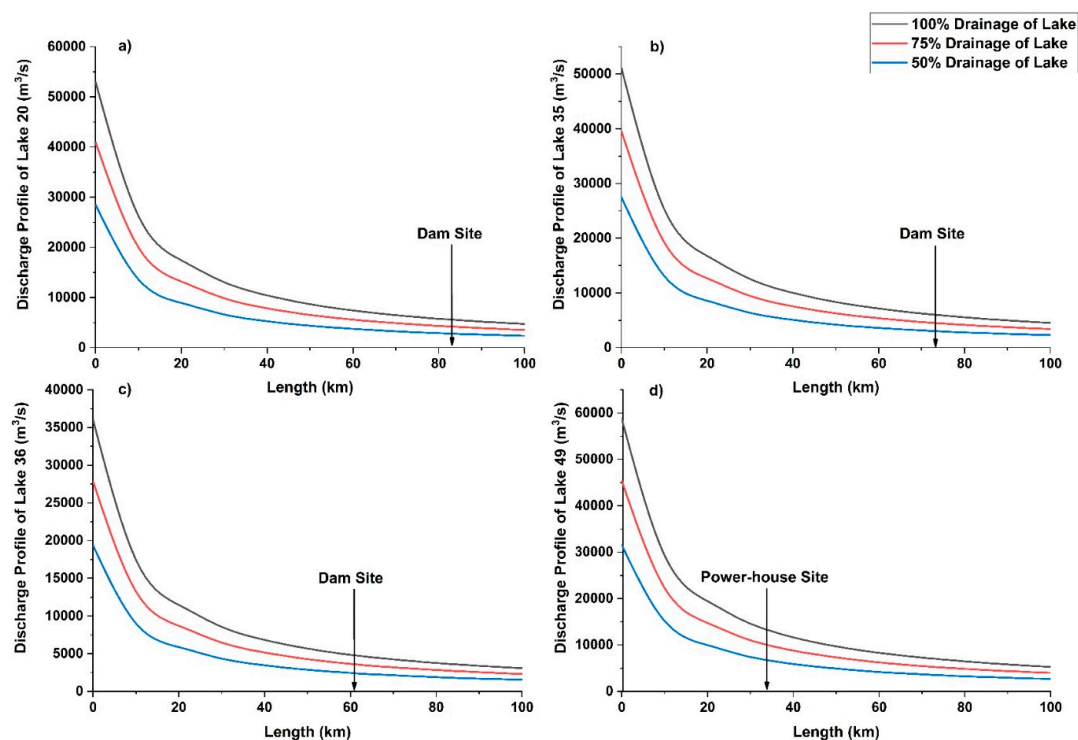 100% Drainage of Lake
75% Drainage of Lake
50% Drainage of Lake
a)
Discharge Profile of Lake 20 (m³/s)
60000
50000
40000
30000
20000
10000
0
Dam Site
0 20 40 60 80 100
Length (km)
b)
Discharge Profile of Lake 35 (m³/s)
50000
40000
30000
20000
10000
0
Dam Site
0 20 40 60 80 100
Length (km)
c)
Discharge Profile of Lake 36 (m³/s)
40000
35000
30000
25000
20000
15000
10000
5000
0
Dam Site
0 20 40 60 80 100
Length (km)
d)
Discharge Profile of Lake 49 (m³/s)
60000
50000
40000
30000
20000
10000
0
Power-house Site
0 20 40 60 80 100
Length (km)